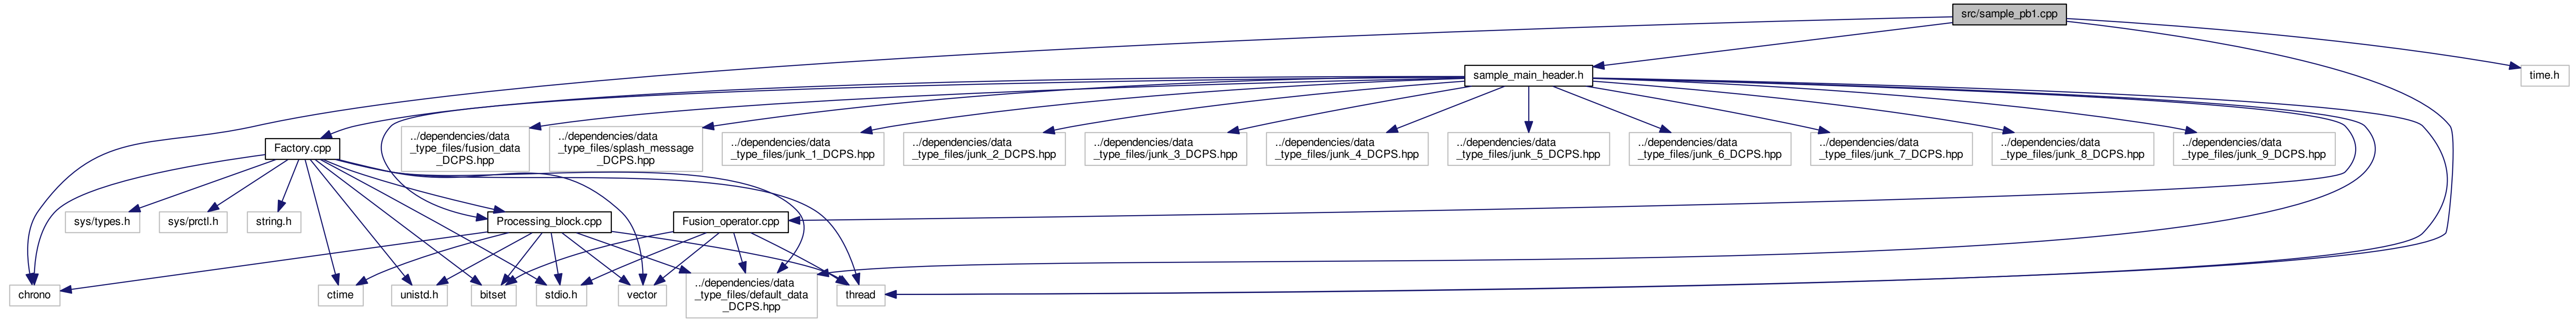 src/sample_pb1.cpp
sample_main_header.h
time.h
Factory.cpp
../dependencies/data
_type_files/fusion_data
_DCPS.hpp
../dependencies/data
_type_files/splash_message
_DCPS.hpp
../dependencies/data
_type_files/junk_1_DCPS.hpp
../dependencies/data
_type_files/junk_2_DCPS.hpp
../dependencies/data
_type_files/junk_3_DCPS.hpp
../dependencies/data
_type_files/junk_4_DCPS.hpp
../dependencies/data
_type_files/junk_5_DCPS.hpp
../dependencies/data
_type_files/junk_6_DCPS.hpp
../dependencies/data
_type_files/junk_7_DCPS.hpp
../dependencies/data
_type_files/junk_8_DCPS.hpp
../dependencies/data
_type_files/junk_9_DCPS.hpp
sys/types.h
sys/prctl.h
string.h
Processing_block.cpp
Fusion_operator.cpp
chrono
ctime
unistd.h
bitset
stdio.h
vector
../dependencies/data
_type_files/default_data
_DCPS.hpp
thread